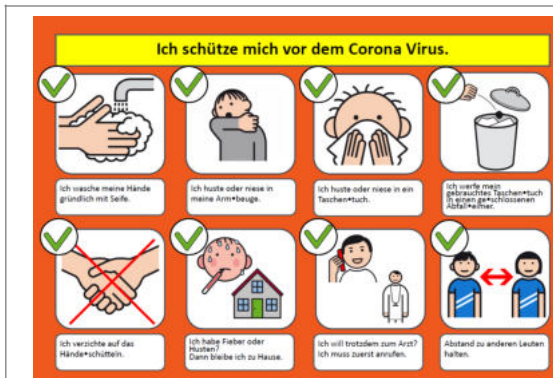 Ich schütze mich vor dem Corona Virus.
Ich wasche meine Hände
gründlich mit Seife.
Ich huste oder niese in
meine Arm•beuge.
Ich huste oder niese in ein
Taschen•tuch.
Ich werfe mein
gebrauchtes Taschen•tuch
in einen ge•schlossenen
Abfall•eimer.
Ich verzichte auf das
Hände•schütteln.
Ich habe Fieber oder
Husten?
Dann bleibe ich zu Hause.
Ich will trotzdem zum Arzt?
Ich muss zuerst anrufen.
Abstand zu anderen Leuten
halten.